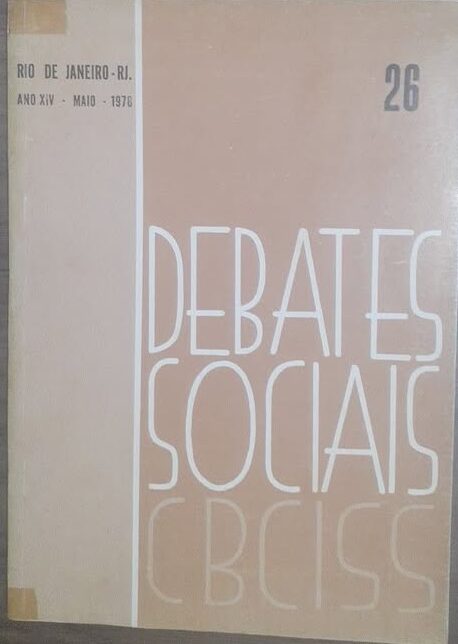 RIO DE JANEIRO-RJ.
ANO XIV - MAIO - 1978
26
DEBATES
SOCIAIS
CBCISS